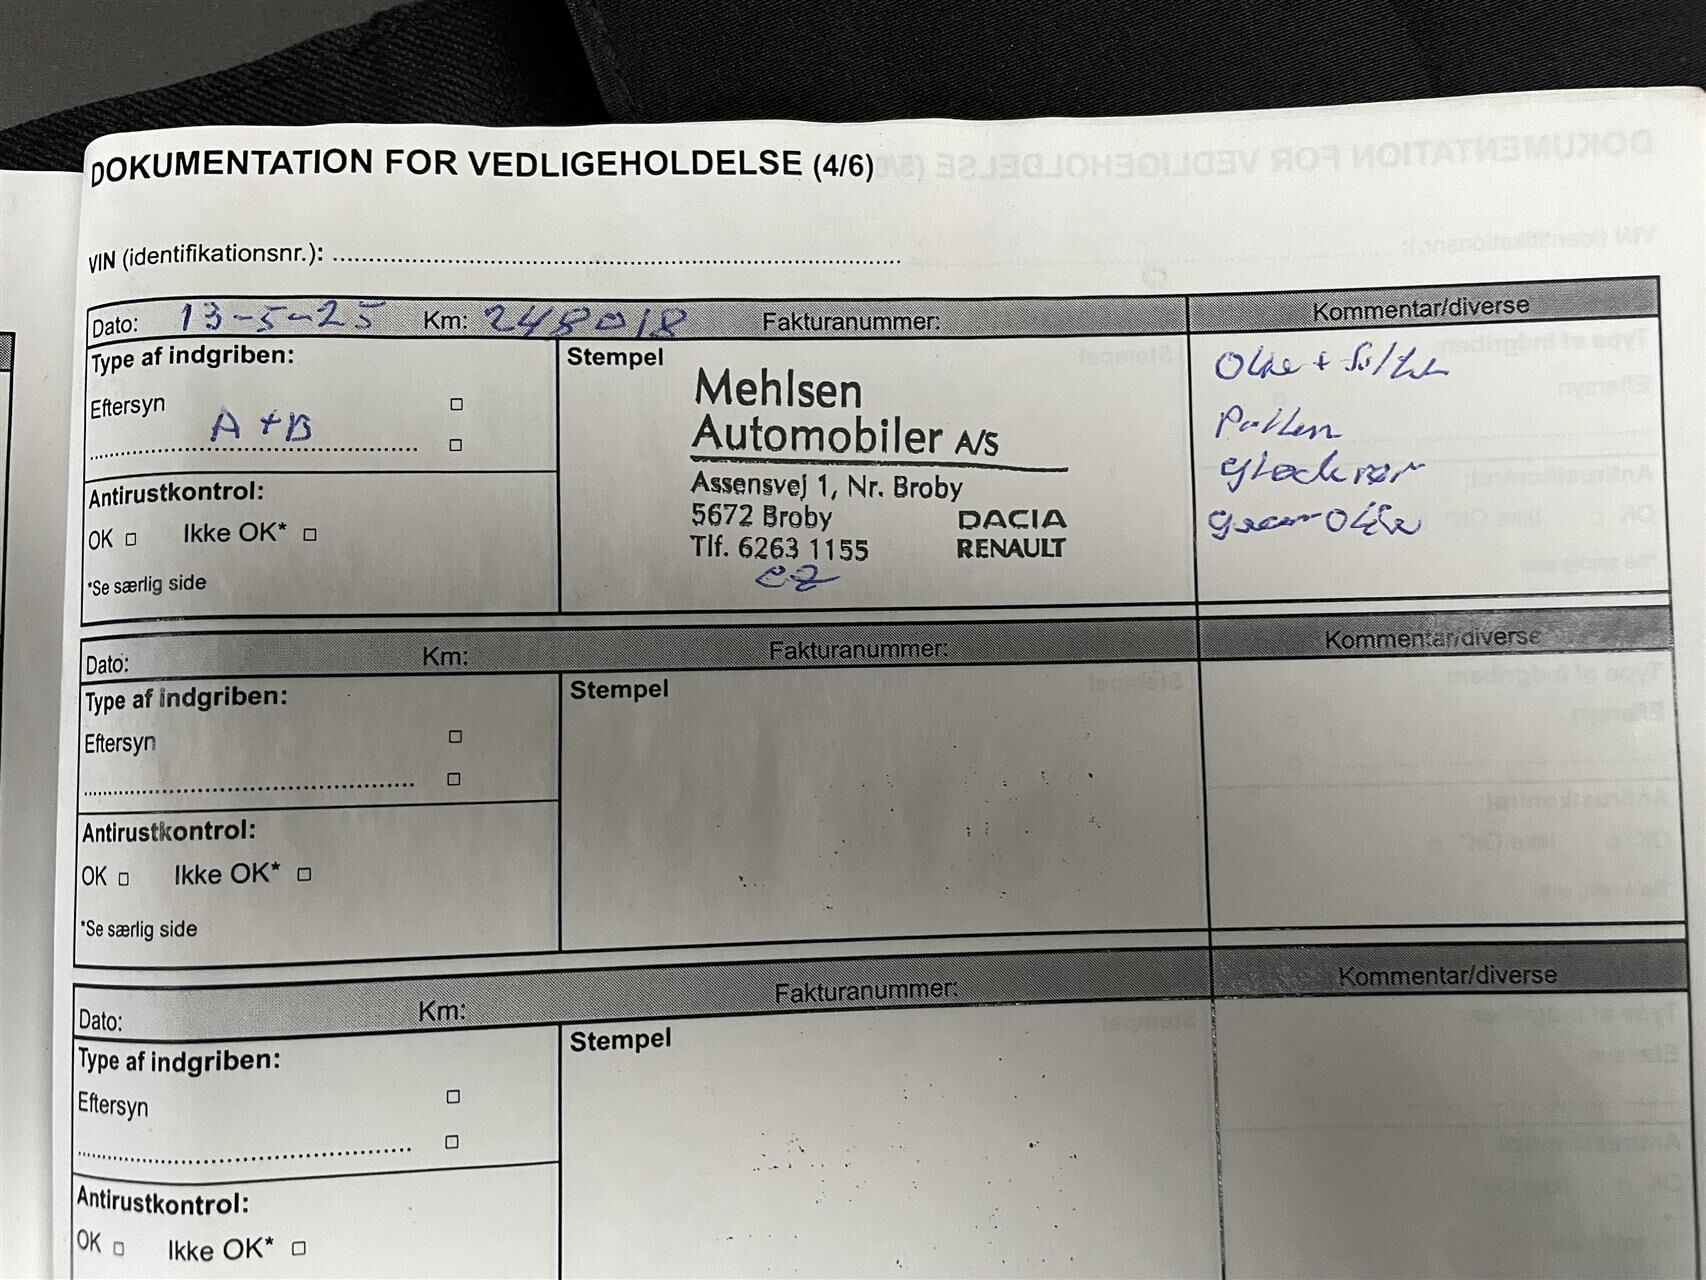 DOKUMENTATION FOR VEDLIGEHOLDELSE (4/6)
VIN (identifikationsnr.):
Dato: 13-5-25 Km: 248018 Fakturanummer:
Kommentar/diverse
Type af indgriben:
Eftersyn
A+B
Antirustkontrol:
OK Ikke OK*
*Se særlig side
Stempel
Mehlsen
Automobiler A/S
Assensvej 1, Nr. Broby
5672 Broby
Tlf. 6263 1155
DACIA
RENAULT
Olie + filter
Pollen
gearolie
Dato: Km: Fakturanummer:
Kommentar/diverse
Type af indgriben:
Eftersyn
Antirustkontrol:
OK Ikke OK*
*Se særlig side
Stempel
Dato: Km: Fakturanummer:
Kommentar/diverse
Type af indgriben:
Eftersyn
Antirustkontrol:
OK Ikke OK*
Stempel